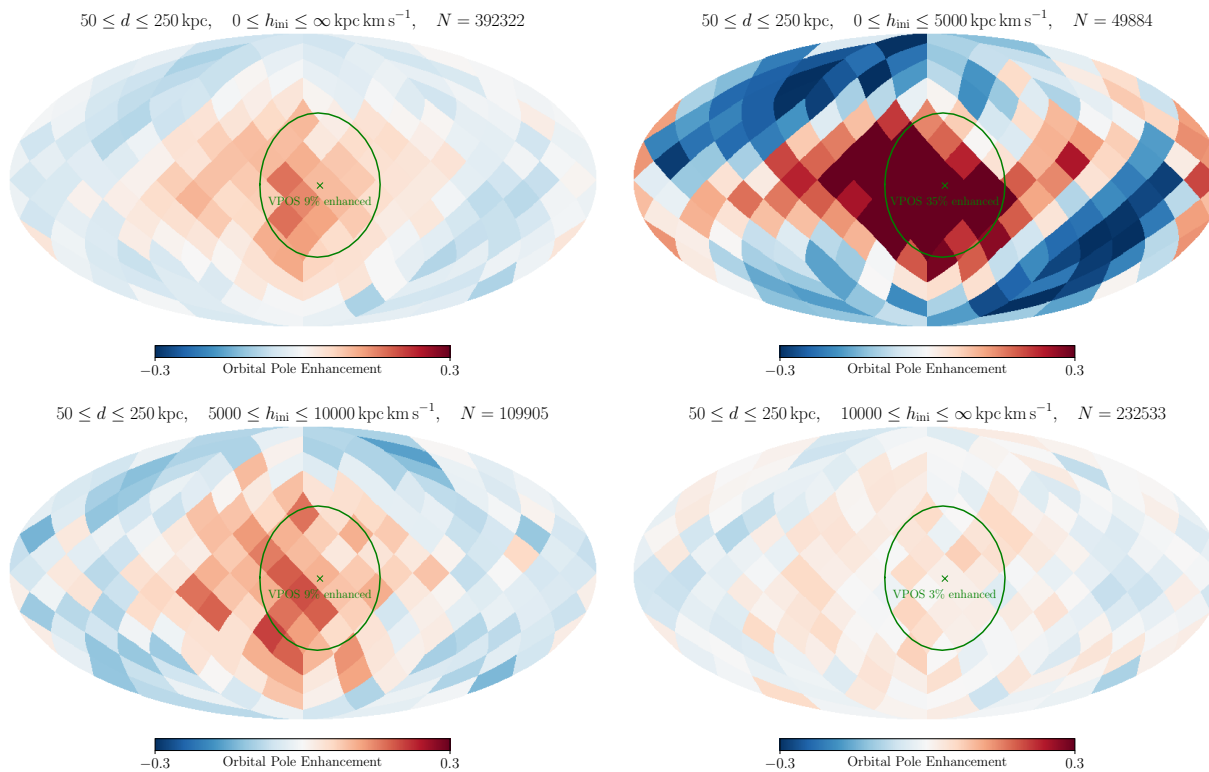 50 ≤ d ≤ 250 kpc, 0 ≤ h_ini ≤ ∞ kpc km s⁻¹, N = 392322
VPOS 9% enhanced
−0.3 Orbital Pole Enhancement 0.3
50 ≤ d ≤ 250 kpc, 0 ≤ h_ini ≤ 5000 kpc km s⁻¹, N = 49884
VPOS 35% enhanced
−0.3 Orbital Pole Enhancement 0.3
50 ≤ d ≤ 250 kpc, 5000 ≤ h_ini ≤ 10000 kpc km s⁻¹, N = 109905
VPOS 9% enhanced
−0.3 Orbital Pole Enhancement 0.3
50 ≤ d ≤ 250 kpc, 10000 ≤ h_ini ≤ ∞ kpc km s⁻¹, N = 232533
VPOS 3% enhanced
−0.3 Orbital Pole Enhancement 0.3